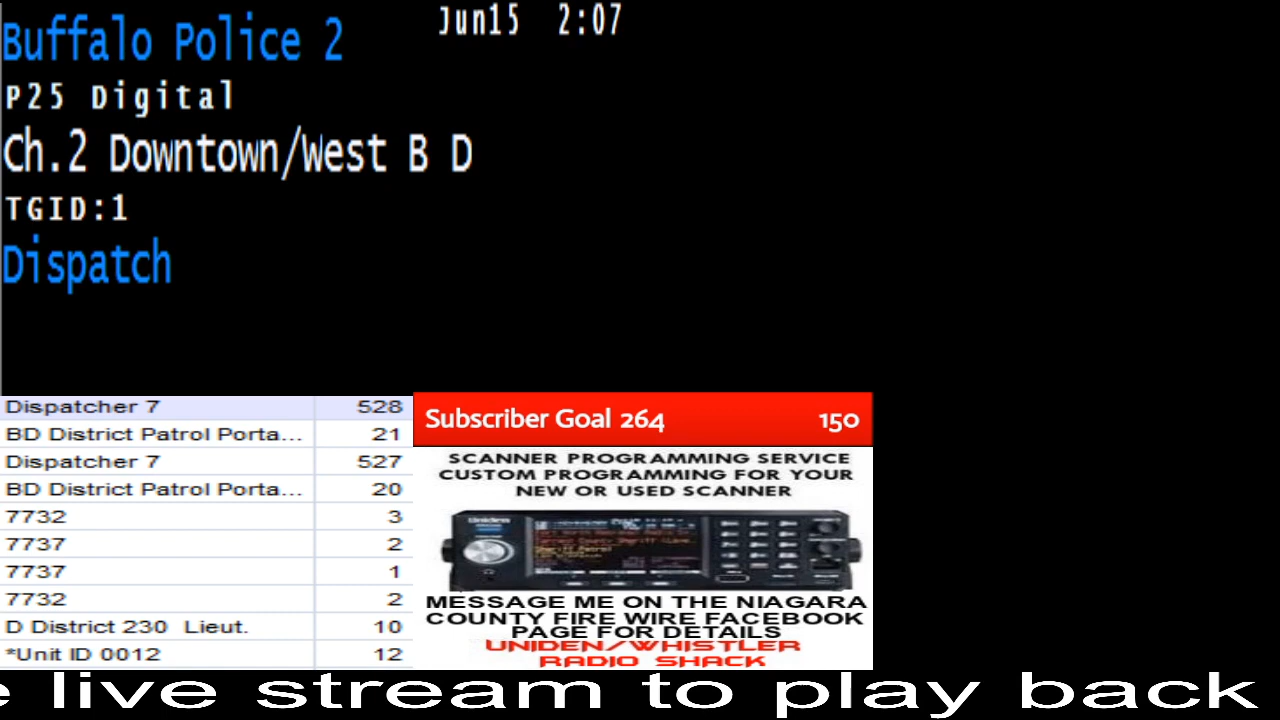 Buffalo Police 2
Jun15 2:07
P25 Digital
Ch.2 Downtown/West B D
TGID:1
Dispatch
Dispatcher 7 528
BD District Patrol Porta... 21
Dispatcher 7 527
BD District Patrol Porta... 20
7732 3
7737 2
7737 1
7732 2
D District 230 Lieut. 10
*Unit ID 0012 12
Subscriber Goal 264 150
SCANNER PROGRAMMING SERVICE
CUSTOM PROGRAMMING FOR YOUR
NEW OR USED SCANNER
Uniden
MESSAGE ME ON THE NIAGARA
COUNTY FIRE WIRE FACEBOOK
PAGE FOR DETAILS
UNIDEN/WHISTLER
RADIO SHACK
e live stream to play back